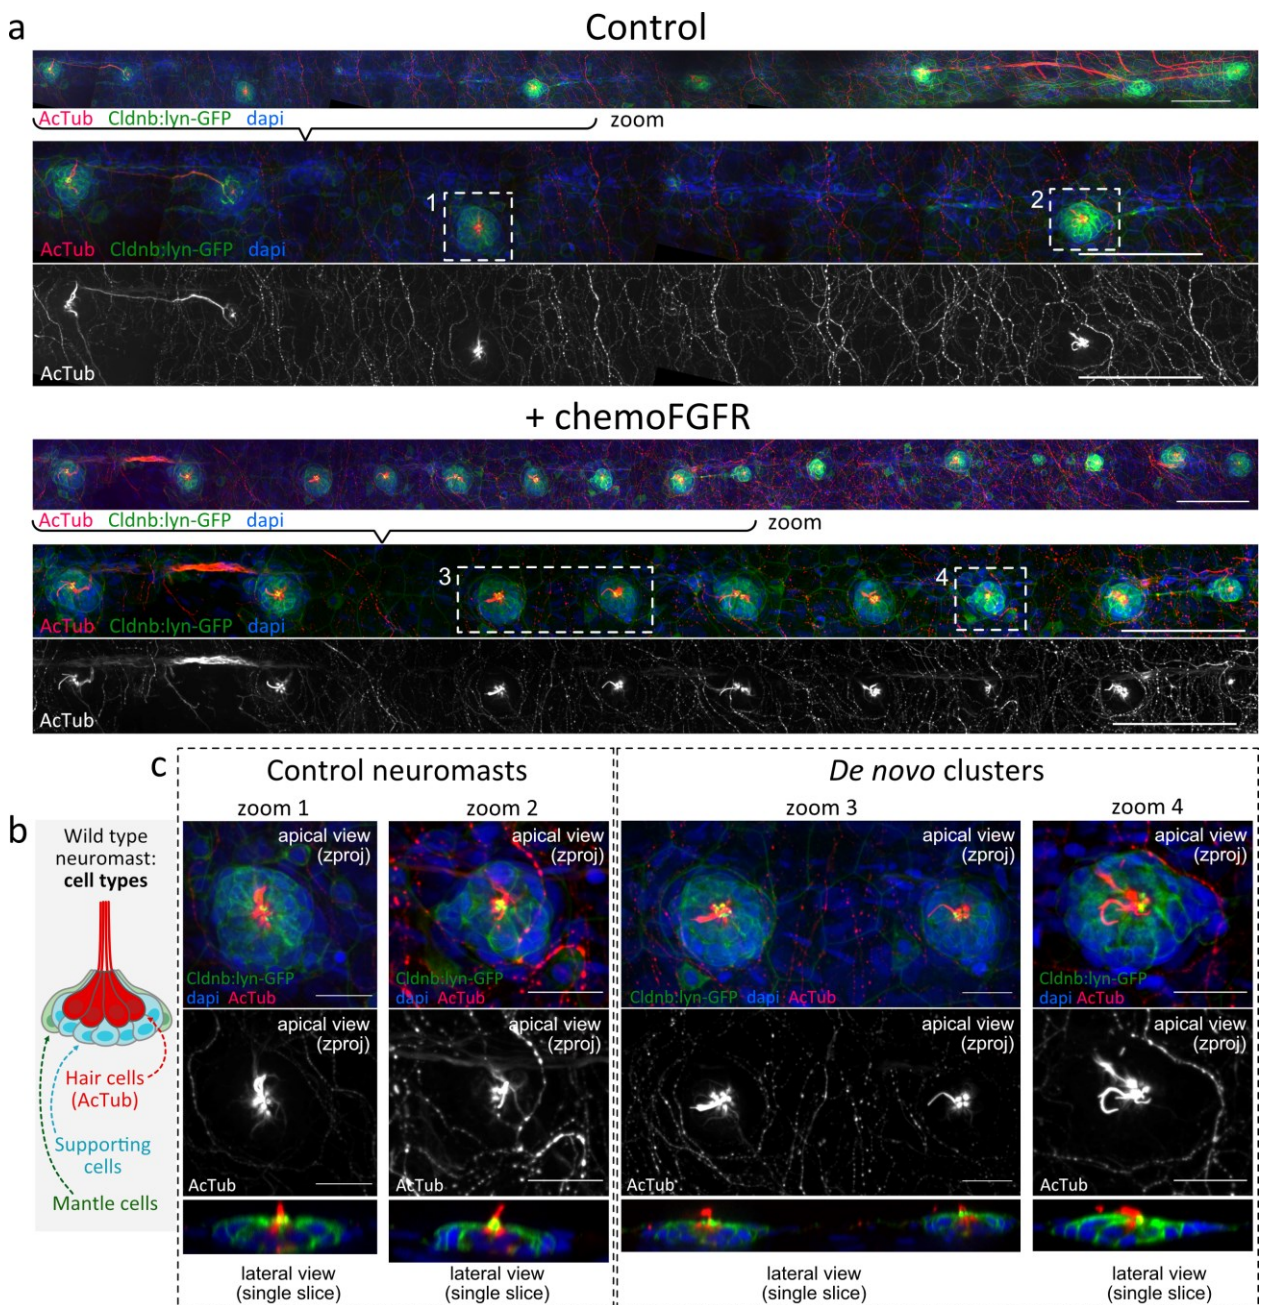 a
Control
AcTub Cldnb:lyn-GFP dapi
zoom
1
2
AcTub Cldnb:lyn-GFP dapi
AcTub
+ chemoFGFR
AcTub Cldnb:lyn-GFP dapi
zoom
3
4
AcTub Cldnb:lyn-GFP dapi
AcTub
b
Wild type
neuromast:
cell types
Hair cells
(AcTub)
Supporting
cells
Mantle cells
c
Control neuromasts
De novo clusters
zoom 1
zoom 2
zoom 3
zoom 4
apical view
(zproj)
Cldnb:lyn-GFP
dapi AcTub
apical view
(zproj)
Cldnb:lyn-GFP
dapi AcTub
apical view
(zproj)
Cldnb:lyn-GFP dapi AcTub
apical view
(zproj)
Cldnb:lyn-GFP
dapi AcTub
apical view
(zproj)
AcTub
apical view
(zproj)
AcTub
apical view
(zproj)
AcTub
apical view
(zproj)
AcTub
lateral view
(single slice)
lateral view
(single slice)
lateral view
(single slice)
lateral view
(single slice)